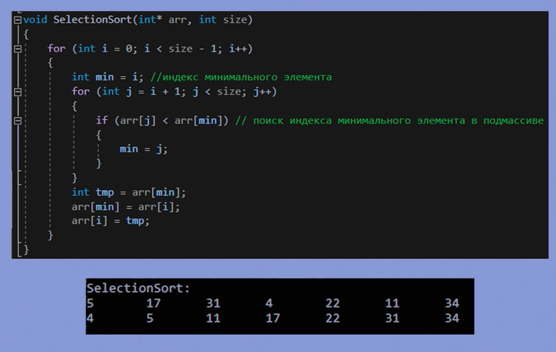 void SelectionSort(int* arr, int size)
{
for (int i = 0; i < size - 1; i++)
{
int min = i; //индекс минимального элемента
for (int j = i + 1; j < size; j++)
{
if (arr[j] < arr[min]) // поиск индекса минимального элемента в подмассиве
{
min = j;
}
}
int tmp = arr[min];
arr[min] = arr[i];
arr[i] = tmp;
}
}
SelectionSort:
5 17 31 4 22 11 34
4 5 11 17 22 31 34